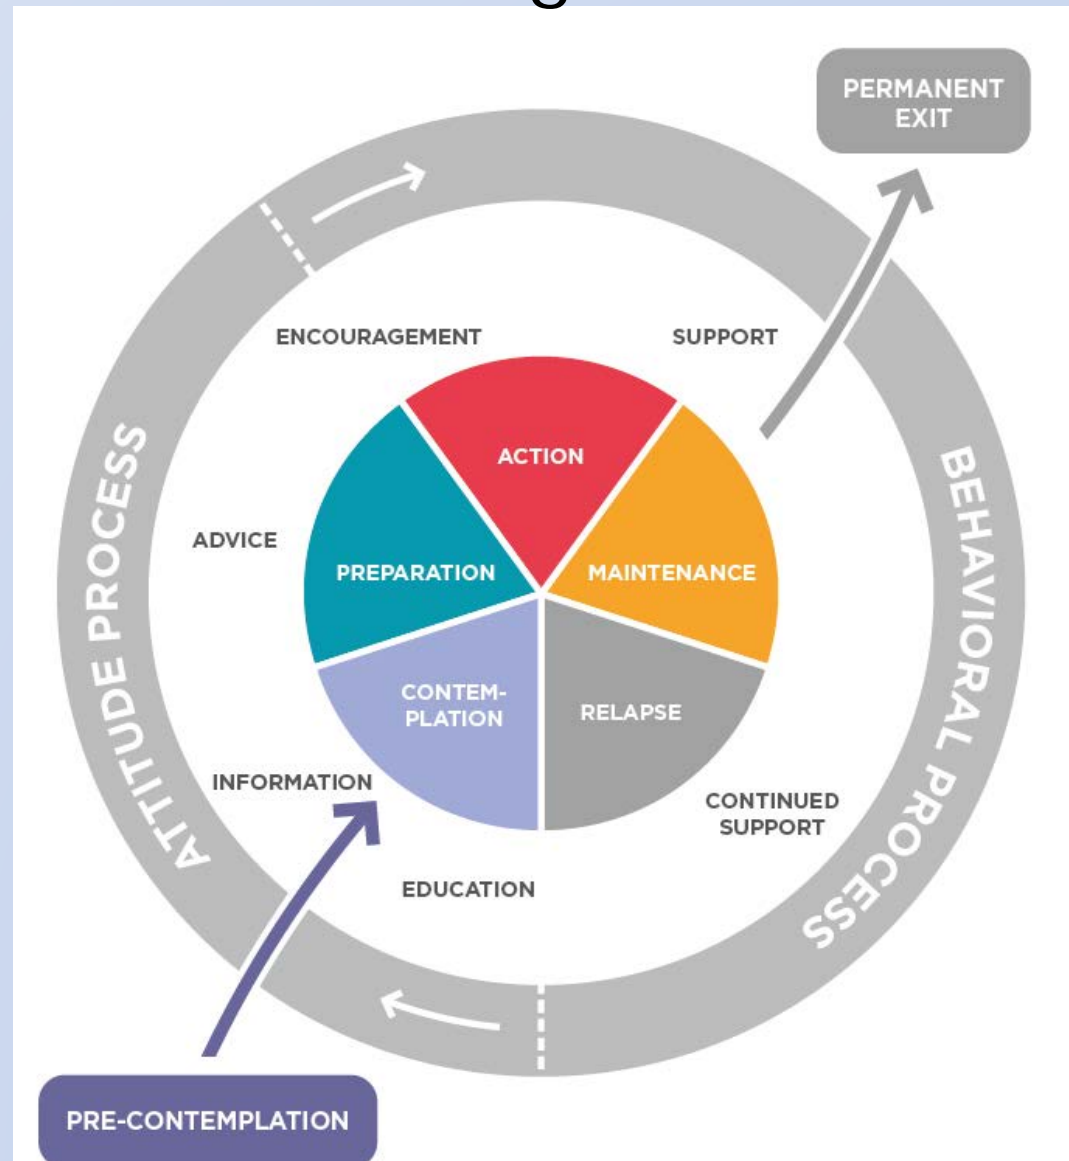 PERMANENT
EXIT
ENCOURAGEMENT
SUPPORT
ACTION
ATTITUDE PROCESS
BEHAVIORAL PROCESS
ADVICE
PREPARATION
MAINTENANCE
CONTEM-
PLATION
RELAPSE
INFORMATION
CONTINUED
SUPPORT
EDUCATION
PRE-CONTEMPLATION